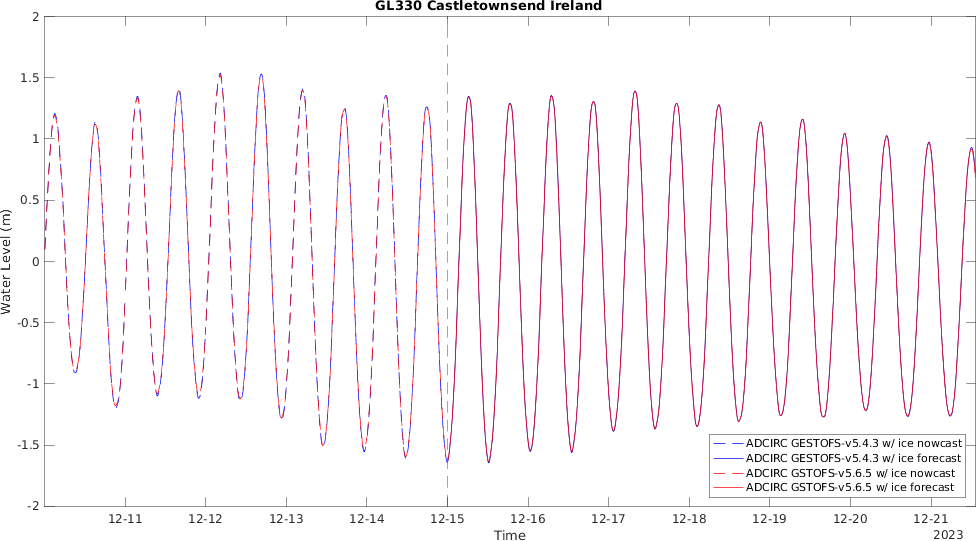 GL330 Castletownsend Ireland
2
1.5
1
0.5
0
-0.5
-1
-1.5
-2
Water Level (m)
ADCIRC GESTOFS-v5.4.3 w/ ice nowcast
ADCIRC GESTOFS-v5.4.3 w/ ice forecast
ADCIRC GSTOFS-v5.6.5 w/ ice nowcast
ADCIRC GSTOFS-v5.6.5 w/ ice forecast
12-11 12-12 12-13 12-14 12-15 12-16 12-17 12-18 12-19 12-20 12-21
Time
2023